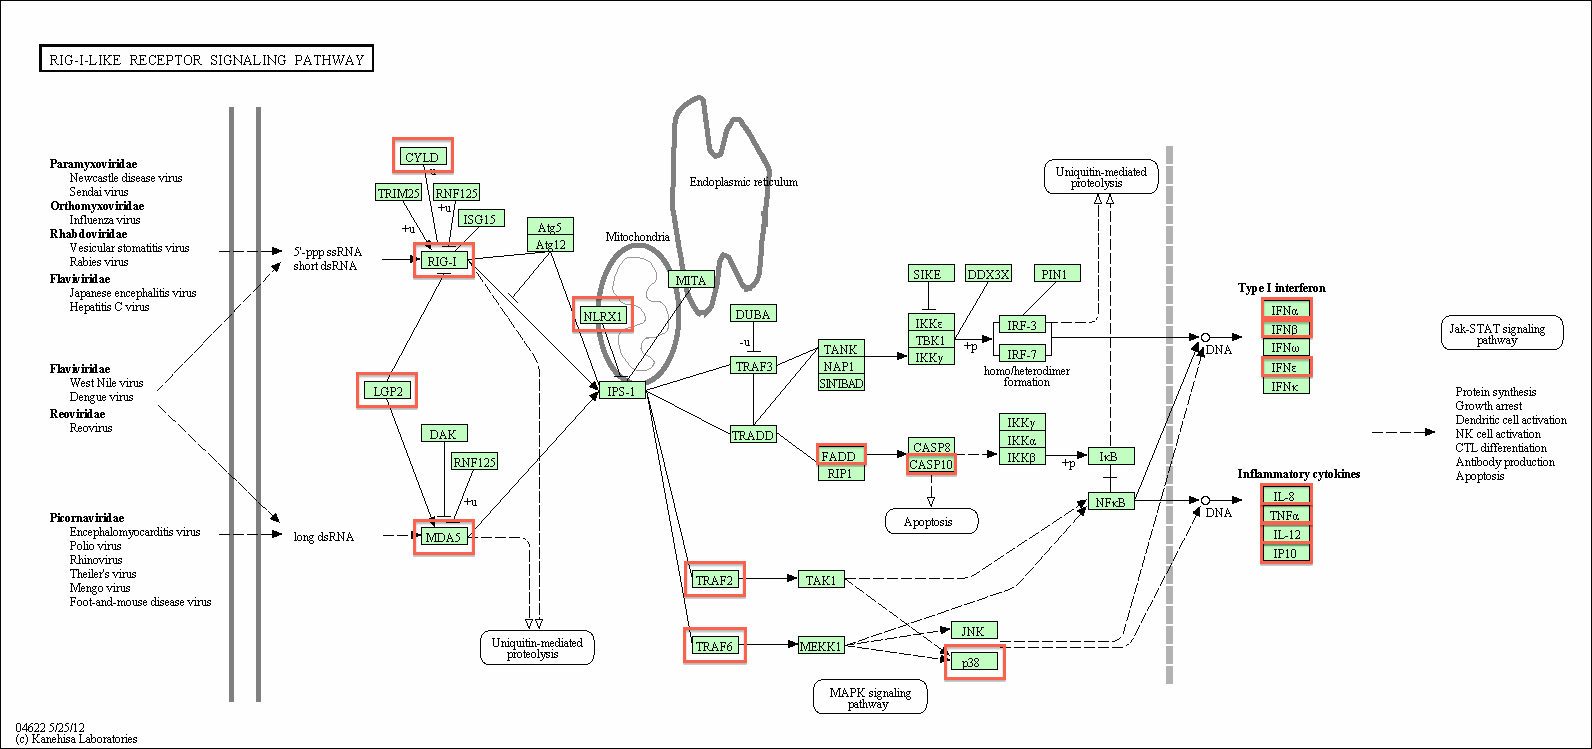 RIG-I-LIKE RECEPTOR SIGNALING PATHWAY
Paramyxoviridae
Newcastle disease virus
Sendai virus
Orthomyxoviridae
Influenza virus
Rhabdoviridae
Vesicular stomatitis virus
Rabies virus
Flaviviridae
Japanese encephalitis virus
Hepatitis C virus
Flaviviridae
West Nile virus
Dengue virus
Reoviridae
Reovirus
Picornaviridae
Encephalomyocarditis virus
Polio virus
Rhinovirus
Theiler's virus
Mengo virus
Foot-and-mouse disease virus
5'-ppp ssRNA
short dsRNA
long dsRNA
CYLD
-u
TRIM25
RNF125
+u
+u
ISG15
RIG-I
Atg5
Atg12
LGP2
DAK
RNF125
+u
MDA5
Uniquitin-mediated
proteolysis
Mitochondria
Endoplasmic reticulum
MITA
NLRX1
IPS-1
DUBA
-u
TRAF3
TRADD
TANK
NAP1
SINTBAD
FADD
RIP1
TRAF2
TRAF6
TAK1
MEKK1
SIKE
DDX3X
PIN1
IKKε
TBK1
IKKγ
+p
IRF-3
IRF-7
homo/heterodimer
formation
Uniquitin-mediated
proteolysis
CASP8
CASP10
Apoptosis
IKKγ
IKKα
IKKβ
+p
IκB
NFκB
JNK
p38
MAPK signaling
pathway
DNA
DNA
Type I interferon
IFNα
IFNβ
IFNω
IFNε
IFNκ
Inflammatory cytokines
IL-8
TNFα
IL-12
IP10
Jak-STAT signaling
pathway
Protein synthesis
Growth arrest
Dendritic cell activation
NK cell activation
CTL differentiation
Antibody production
Apoptosis
04622 5/25/12
(c) Kanehisa Laboratories